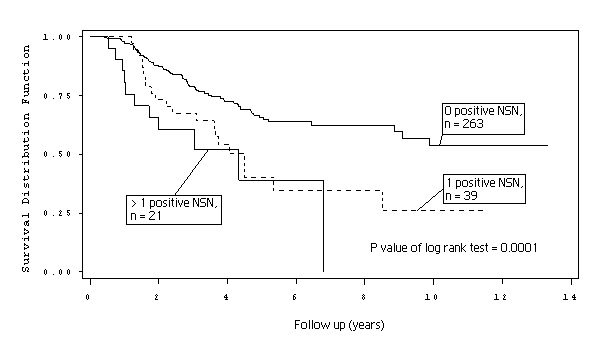 Survival Distribution Function
1.00
0.75
0.50
0.25
0.00
0 positive NSN,
n = 263
1 positive NSN,
n = 39
> 1 positive NSN,
n = 21
P value of log rank test = 0.0001
0 2 4 6 8 10 12 14
Follow up (years)